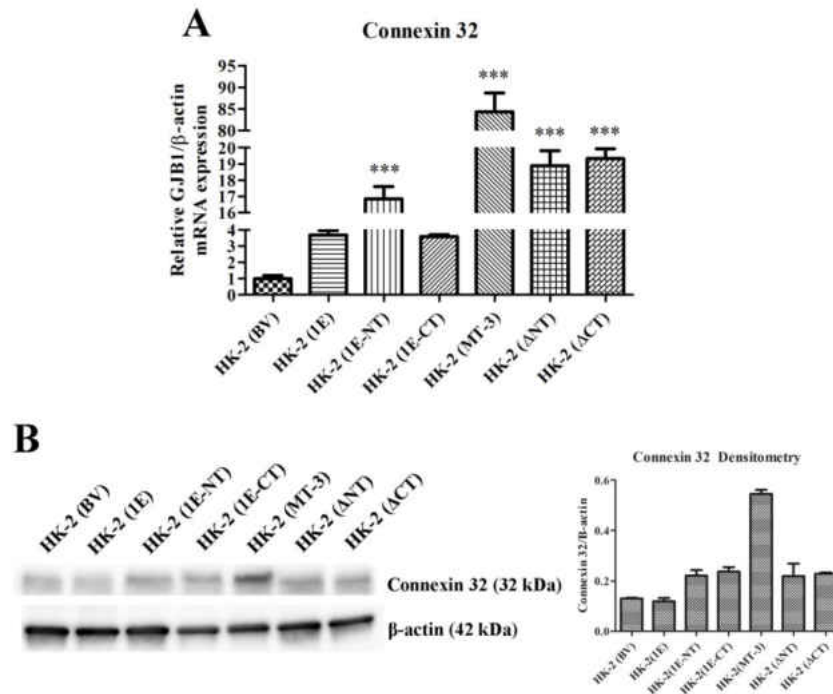 A
Connexin 32
Relative GJB1/β-actin
mRNA expression
95
90
85
80
20
19
18
17
16
4
3
2
1
0
***
***
***
***
HK-2 (BV)
HK-2 (1E)
HK-2 (1E-NT)
HK-2 (1E-CT)
HK-2 (MT-3)
HK-2 (ΔNT)
HK-2 (ΔCT)
B
HK-2 (BV)
HK-2 (1E)
HK-2 (1E-NT)
HK-2 (1E-CT)
HK-2 (MT-3)
HK-2 (ΔNT)
HK-2 (ΔCT)
Connexin 32 (32 kDa)
β-actin (42 kDa)
Connexin 32 Densitometry
Connexin 32/B-actin
0.6
0.4
0.2
0.0
HK-2 (BV)
HK-2(1E)
HK-2(1E-NT)
HK-2(1E-CT)
HK-2(MT-3)
HK-2 (ΔNT)
HK-2 (ΔCT)